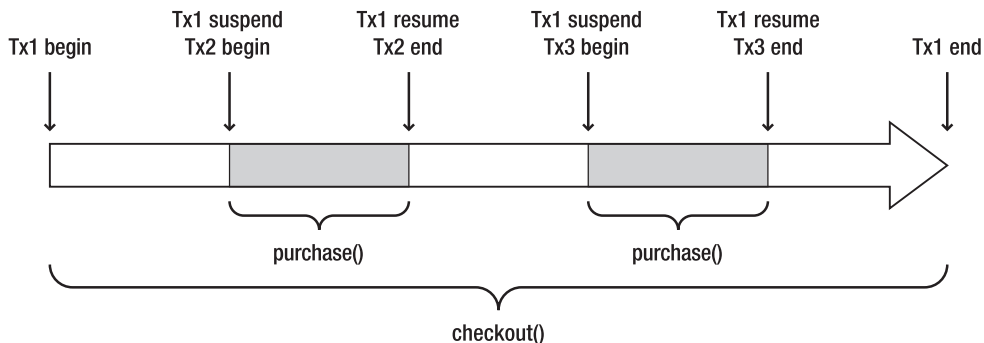 Tx1 begin
Tx1 suspend
Tx2 begin
Tx1 resume
Tx2 end
Tx1 suspend
Tx3 begin
Tx1 resume
Tx3 end
Tx1 end
purchase()
purchase()
checkout()